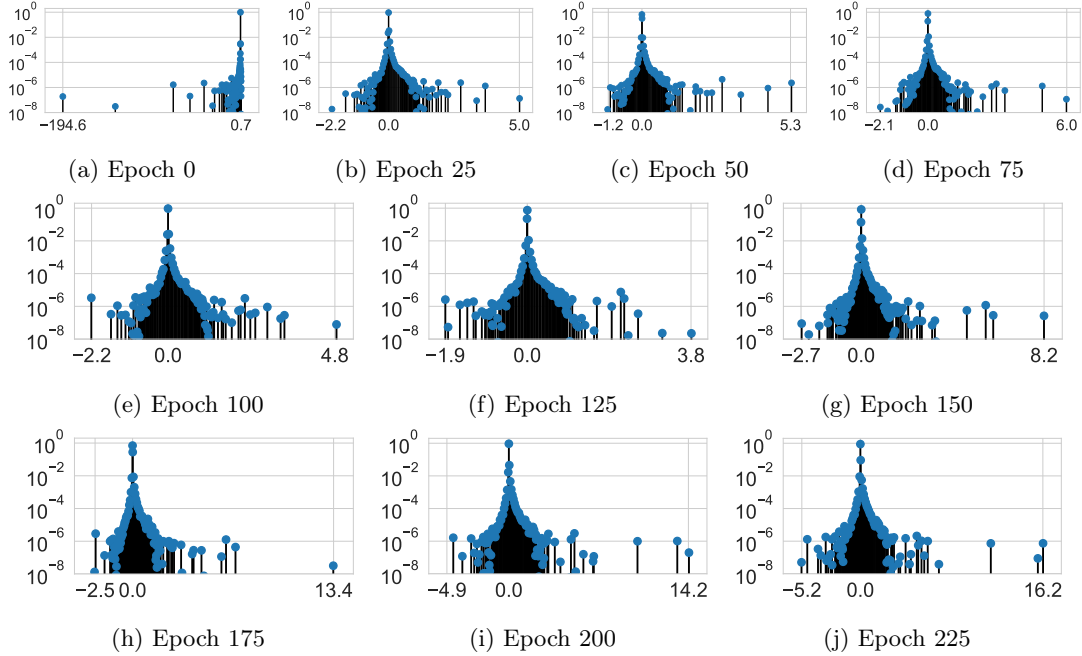 10^0
10^−2
10^−4
10^−6
10^−8
−194.6 0.7
(a) Epoch 0
10^0
10^−2
10^−4
10^−6
10^−8
−2.2 0.0 5.0
(b) Epoch 25
10^0
10^−2
10^−4
10^−6
10^−8
−1.2 0.0 5.3
(c) Epoch 50
10^0
10^−2
10^−4
10^−6
10^−8
−2.1 0.0 6.0
(d) Epoch 75
10^0
10^−2
10^−4
10^−6
10^−8
−2.2 0.0 4.8
(e) Epoch 100
10^0
10^−2
10^−4
10^−6
10^−8
−1.9 0.0 3.8
(f) Epoch 125
10^0
10^−2
10^−4
10^−6
10^−8
−2.7 0.0 8.2
(g) Epoch 150
10^0
10^−2
10^−4
10^−6
10^−8
−2.5 0.0 13.4
(h) Epoch 175
10^0
10^−2
10^−4
10^−6
10^−8
−4.9 0.0 14.2
(i) Epoch 200
10^0
10^−2
10^−4
10^−6
10^−8
−5.2 0.0 16.2
(j) Epoch 225